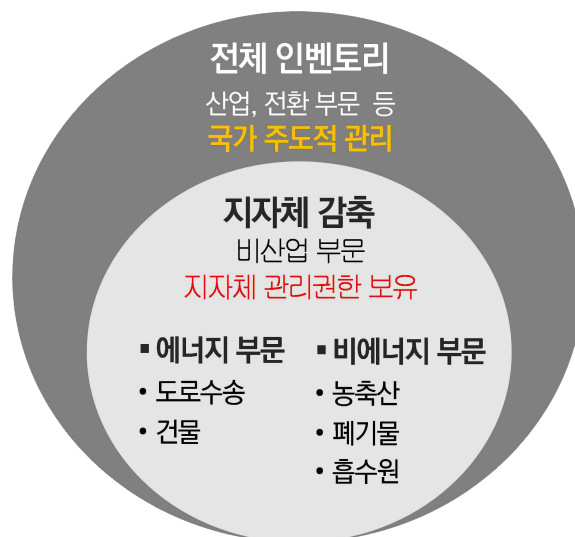 전체 인벤토리
산업, 전환 부문 등
국가 주도적 관리
지자체 감축
비산업 부문
지자체 관리권한 보유
▪ 에너지 부문
• 도로수송
• 건물
▪ 비에너지 부문
• 농축산
• 폐기물
• 흡수원